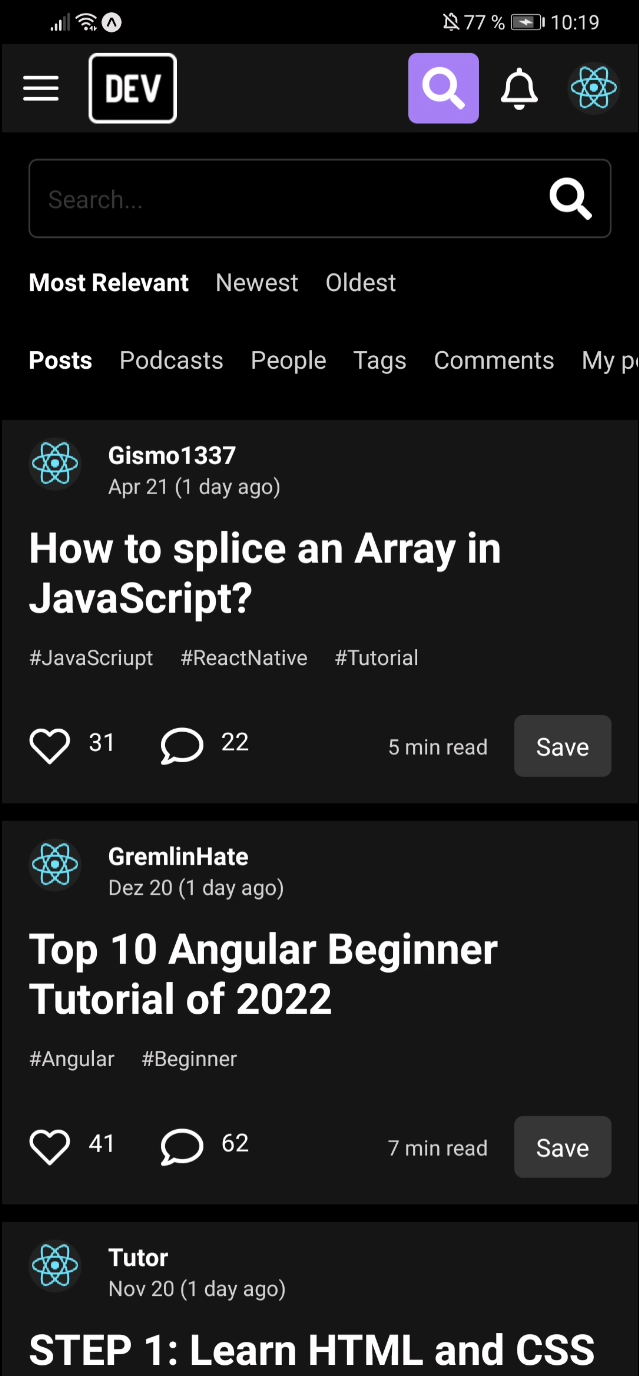 77 % 10:19
DEV
Search...
Most Relevant Newest Oldest
Posts Podcasts People Tags Comments My p
Gismo1337
Apr 21 (1 day ago)
How to splice an Array in
JavaScript?
#JavaScriupt #ReactNative #Tutorial
31 22 5 min read Save
GremlinHate
Dez 20 (1 day ago)
Top 10 Angular Beginner
Tutorial of 2022
#Angular #Beginner
41 62 7 min read Save
Tutor
Nov 20 (1 day ago)
STEP 1: Learn HTML and CSS